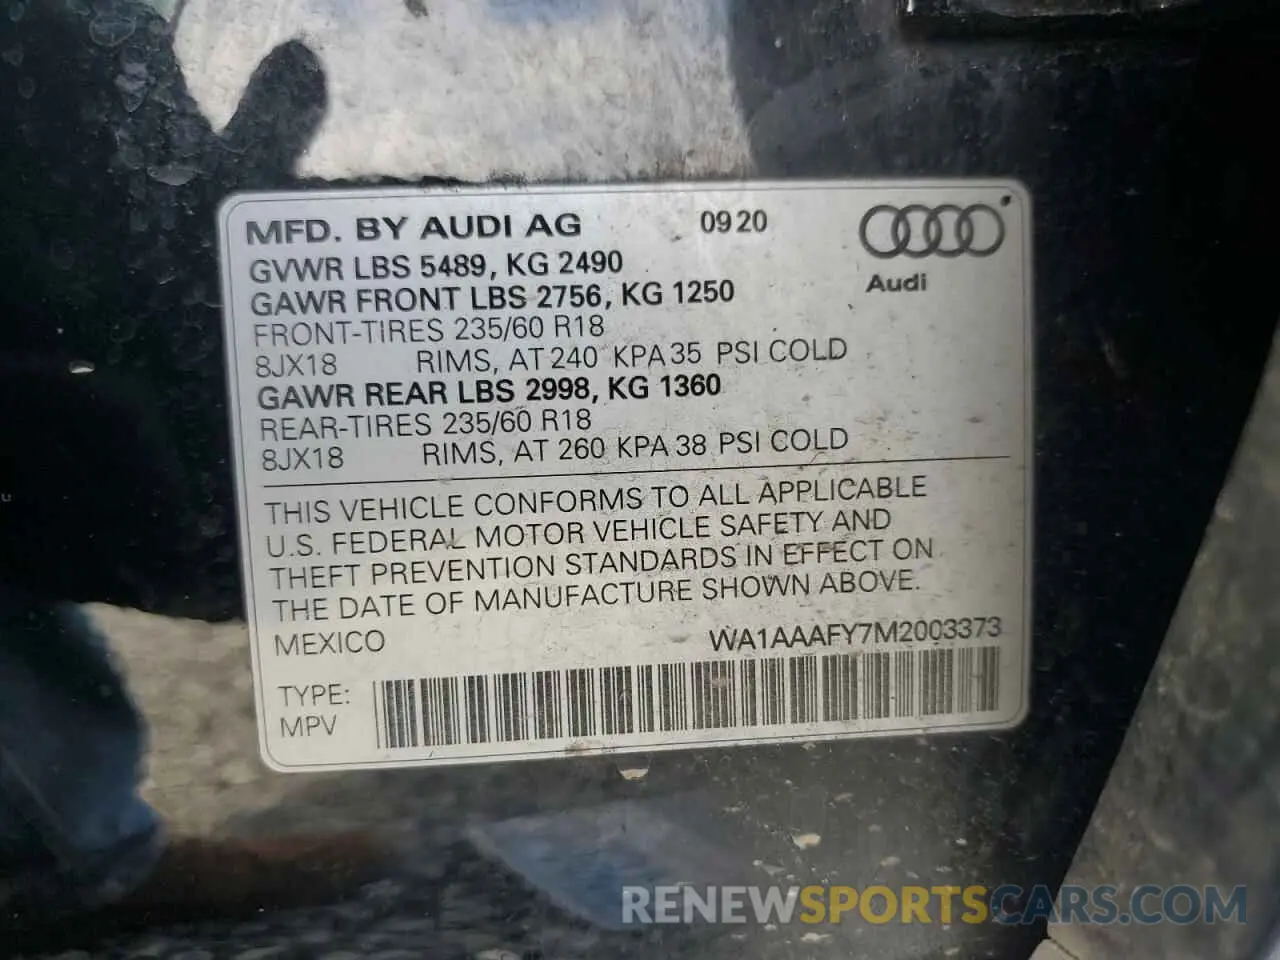 MFD. BY AUDI AG 0920
Audi
GVWR LBS 5489, KG 2490
GAWR FRONT LBS 2756, KG 1250
FRONT-TIRES 235/60 R18
8JX18 RIMS, AT 240 KPA 35 PSI COLD
GAWR REAR LBS 2998, KG 1360
REAR-TIRES 235/60 R18
8JX18 RIMS, AT 260 KPA 38 PSI COLD
THIS VEHICLE CONFORMS TO ALL APPLICABLE
U.S. FEDERAL MOTOR VEHICLE SAFETY AND
THEFT PREVENTION STANDARDS IN EFFECT ON
THE DATE OF MANUFACTURE SHOWN ABOVE.
MEXICO WA1AAAFY7M2003373
TYPE:
MPV
RENEWSPORTSCARS.COM